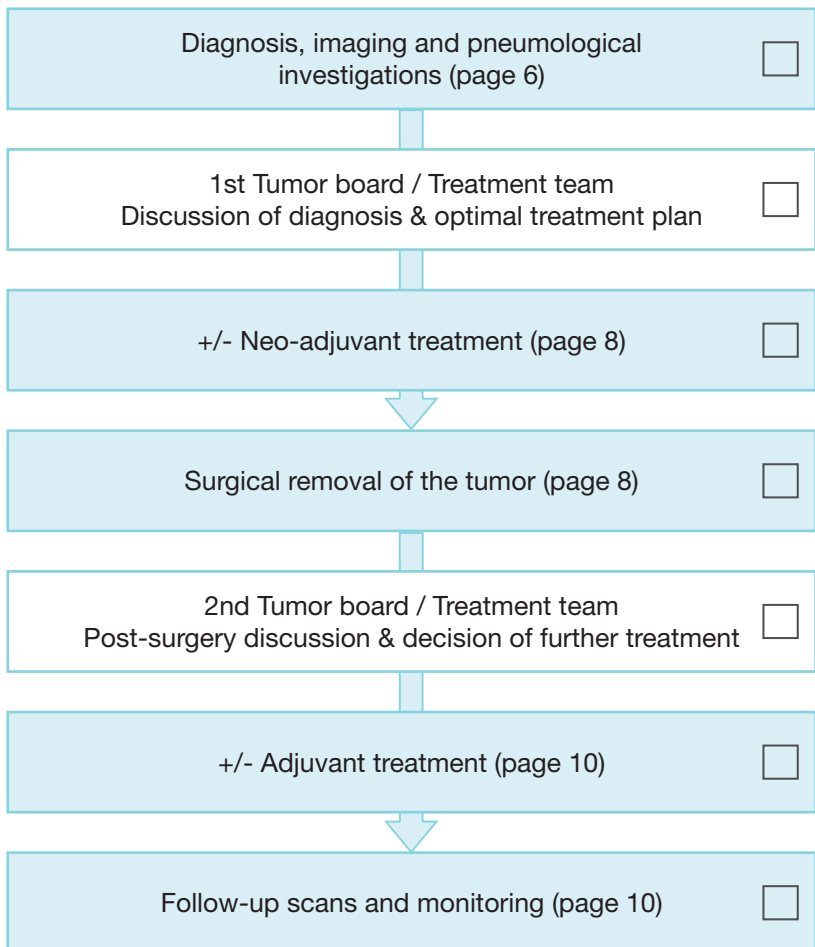 Diagnosis, imaging and pneumological
investigations (page 6)
1st Tumor board / Treatment team
Discussion of diagnosis & optimal treatment plan
+/- Neo-adjuvant treatment (page 8)
Surgical removal of the tumor (page 8)
2nd Tumor board / Treatment team
Post-surgery discussion & decision of further treatment
+/- Adjuvant treatment (page 10)
Follow-up scans and monitoring (page 10)